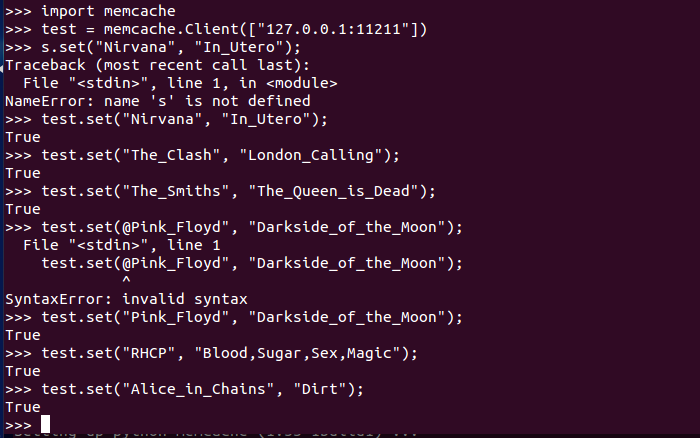 >>> import memcache
>>> test = memcache.Client(["127.0.0.1:11211"])
>>> s.set("Nirvana", "In_Utero");
Traceback (most recent call last):
  File "<stdin>", line 1, in <module>
NameError: name 's' is not defined
>>> test.set("Nirvana", "In_Utero");
True
>>> test.set("The_Clash", "London_Calling");
True
>>> test.set("The_Smiths", "The_Queen_is_Dead");
True
>>> test.set(@Pink_Floyd", "Darkside_of_the_Moon");
  File "<stdin>", line 1
    test.set(@Pink_Floyd", "Darkside_of_the_Moon");
             ^
SyntaxError: invalid syntax
>>> test.set("Pink_Floyd", "Darkside_of_the_Moon");
True
>>> test.set("RHCP", "Blood,Sugar,Sex,Magic");
True
>>> test.set("Alice_in_Chains", "Dirt");
True
>>>